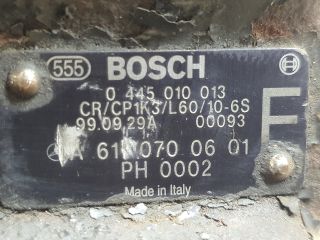 555 BOSCH
0 445 010 013
CR/CP1K3/L60/10-6S
99.09.29A 00093
F
A 611 070 06 01
PH 0002
Made in Italy